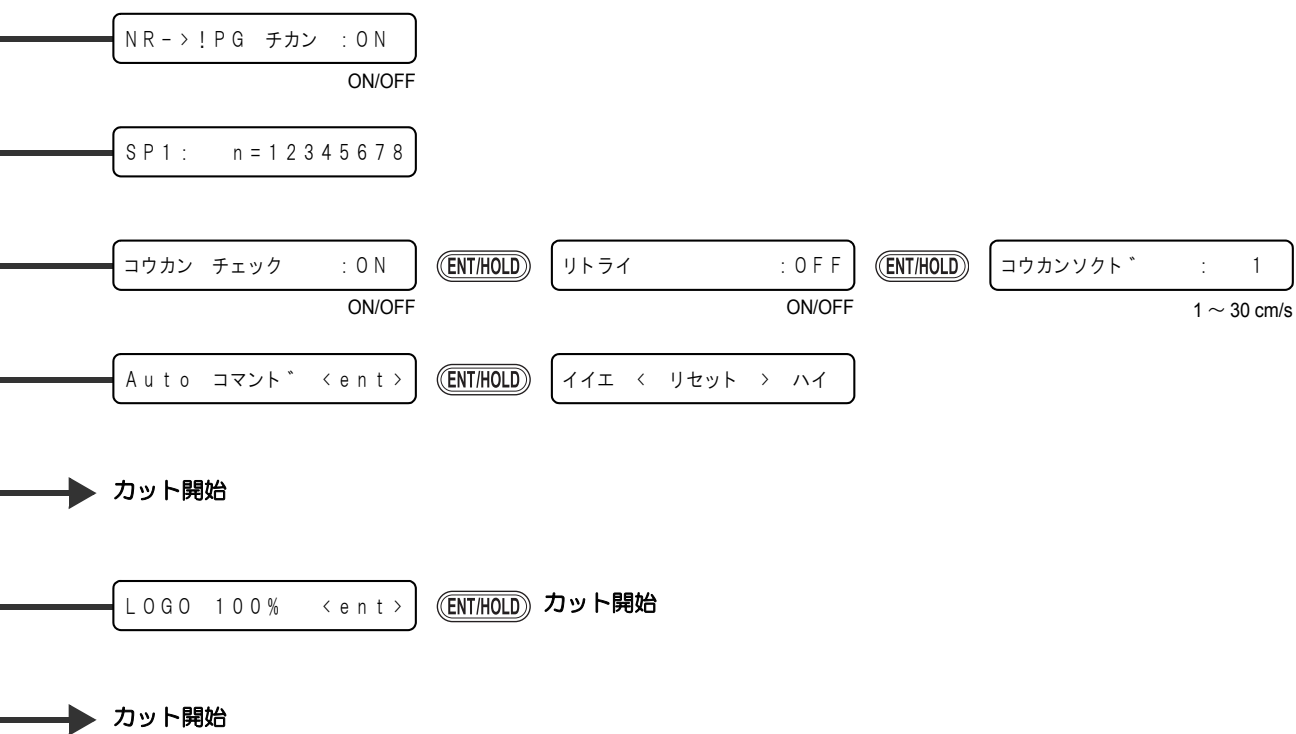 NR->!PG チカン :ON
ON/OFF
SP1: n=12345678
コウカン チェック :ON ENT/HOLD リトライ :OFF ENT/HOLD コウカンソクト゛ : 1
ON/OFF ON/OFF 1 ～ 30 cm/s
Auto コマント゛ <ent> ENT/HOLD イイエ < リセット > ハイ
カット開始
LOGO 100% <ent> ENT/HOLD カット開始
カット開始